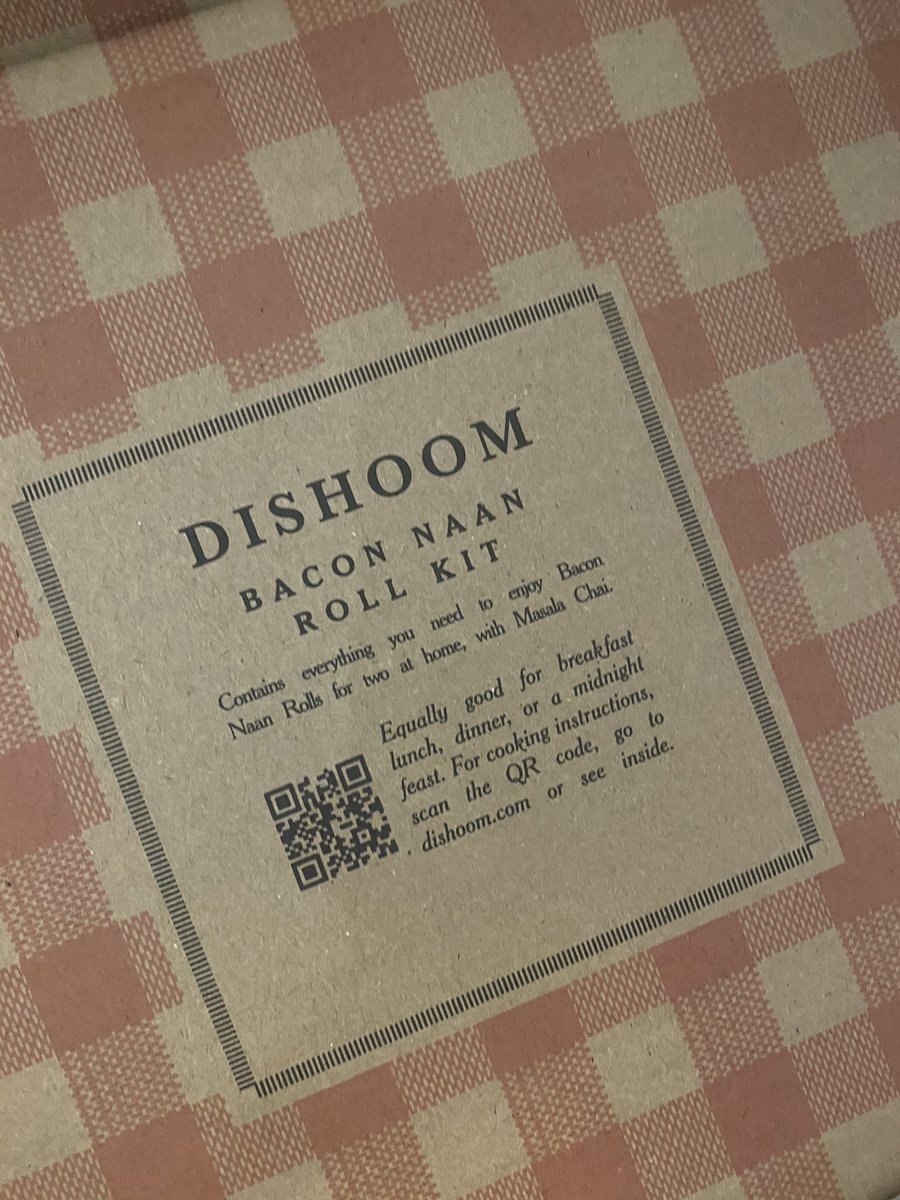 DISHOOM
BACON NAAN
ROLL KIT
Contains everything you need to enjoy Bacon
Naan Rolls for two at home, with Masala Chai.
Equally good for breakfast
lunch, dinner, or a midnight
feast. For cooking instructions,
scan the QR code, go to
dishoom.com or see inside.